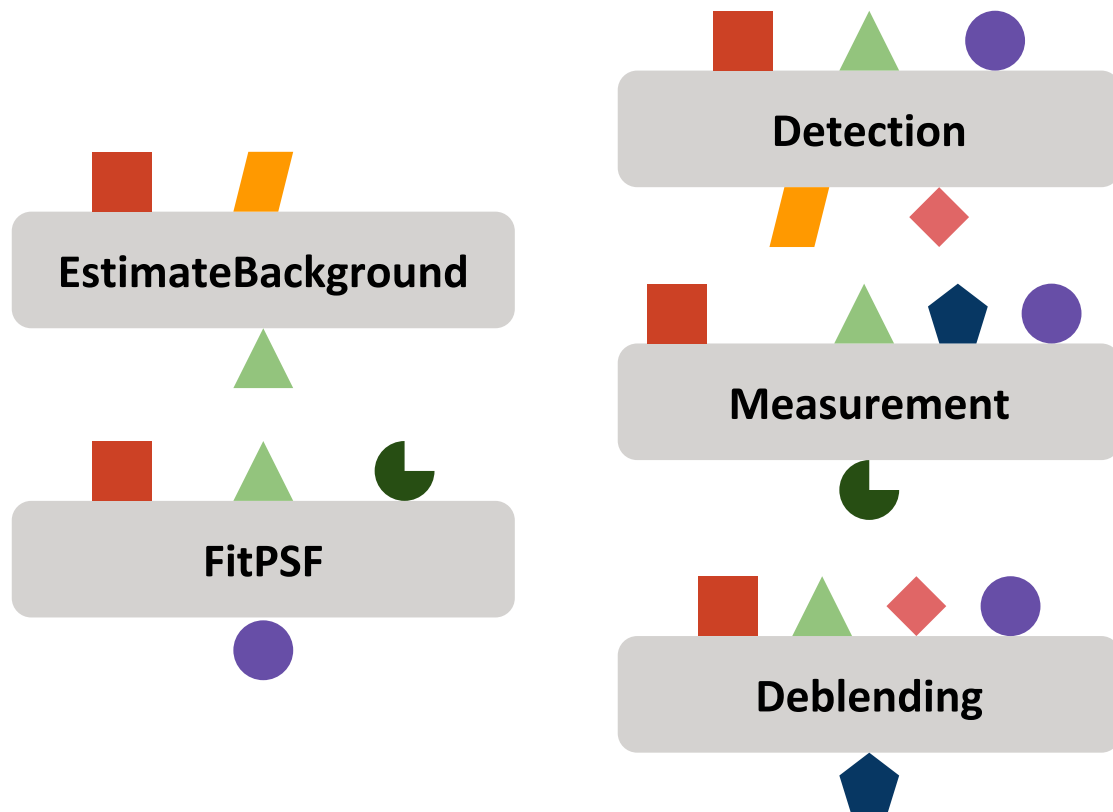 EstimateBackground
FitPSF
Detection
Measurement
Deblending